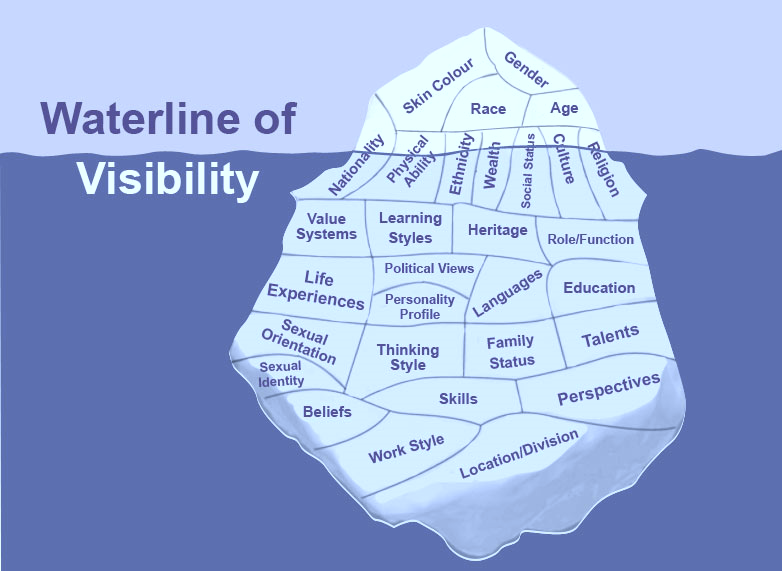 Waterline of
Visibility
Skin Colour
Gender
Race
Age
Nationality
Physical
Ability
Ethnicity
Wealth
Social Status
Culture
Religion
Value
Systems
Learning
Styles
Heritage
Role/Function
Life
Experiences
Political Views
Personality
Profile
Languages
Education
Sexual
Orientation
Thinking
Style
Family
Status
Talents
Sexual
Identity
Skills
Perspectives
Beliefs
Work Style
Location/Division